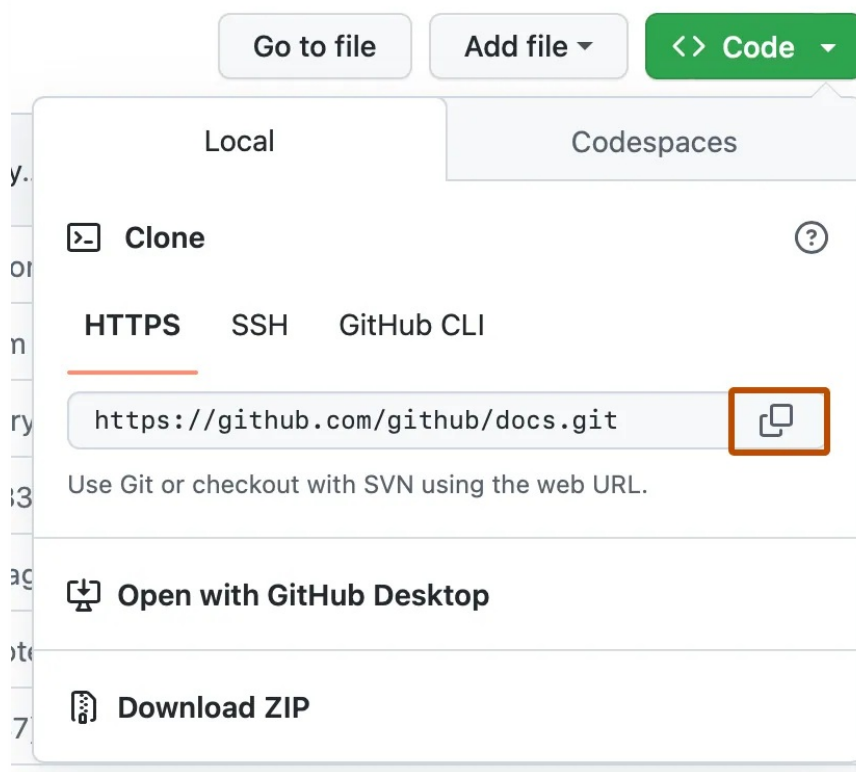 Go to file Add file <> Code
Local Codespaces
Clone
HTTPS SSH GitHub CLI
https://github.com/github/docs.git
Use Git or checkout with SVN using the web URL.
Open with GitHub Desktop
Download ZIP